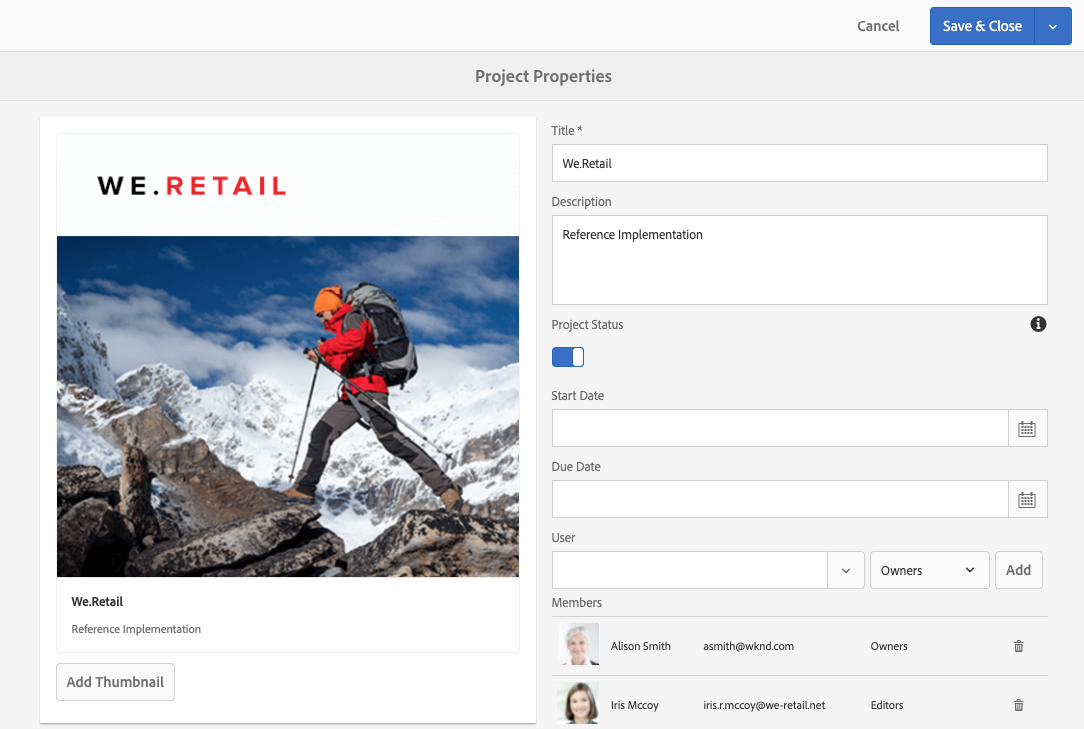 Cancel
Save & Close
Project Properties
WE.RETAIL
We.Retail
Reference Implementation
Add Thumbnail
Title *
We.Retail
Description
Reference Implementation
Project Status
Start Date
Due Date
User
Owners
Add
Members
Alison Smith asmith@wknd.com Owners
Iris Mccoy iris.r.mccoy@we-retail.net Editors